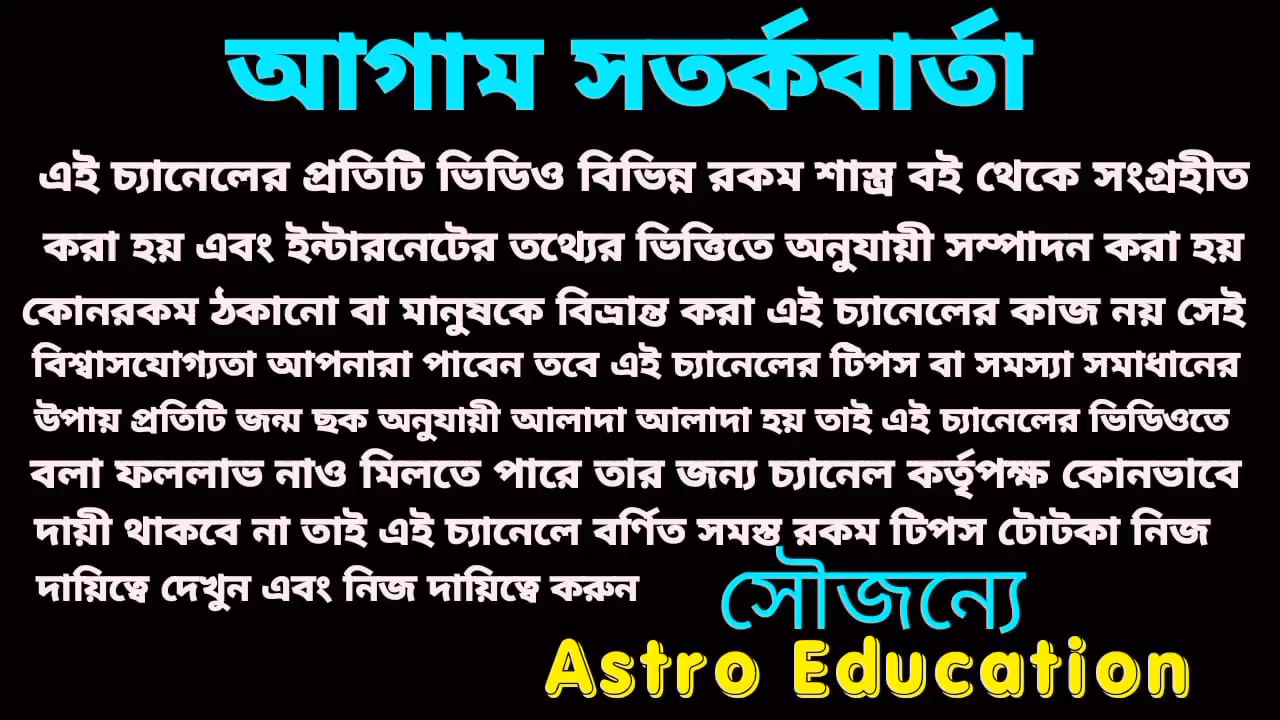 আগাম সতর্কবার্তা
এই চ্যানেলের প্রতিটি ভিডিও বিভিন্ন রকম শাস্ত্র বই থেকে সংগ্রহীত
করা হয় এবং ইন্টারনেটের তথ্যের ভিত্তিতে অনুযায়ী সম্পাদন করা হয়
কোনরকম ঠকানো বা মানুষকে বিভ্রান্ত করা এই চ্যানেলের কাজ নয় সেই
বিশ্বাসযোগ্যতা আপনারা পাবেন তবে এই চ্যানেলের টিপস বা সমস্যা সমাধানের
উপায় প্রতিটি জন্ম ছক অনুযায়ী আলাদা আলাদা হয় তাই এই চ্যানেলের ভিডিওতে
বলা ফললাভ নাও মিলতে পারে তার জন্য চ্যানেল কর্তৃপক্ষ কোনভাবে
দায়ী থাকবে না তাই এই চ্যানেলে বর্ণিত সমস্ত রকম টিপস টোটকা নিজ
দায়িত্বে দেখুন এবং নিজ দায়িত্বে করুন
সৌজন্যে
Astro Education